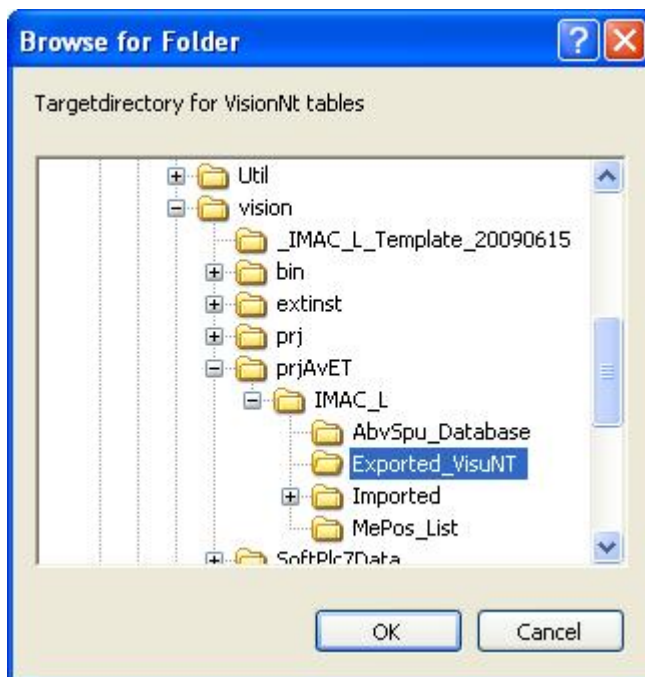 Browse for Folder
Targetdirectory for VisionNt tables
Util
vision
_IMAC_L_Template_20090615
bin
extinst
prj
prjAvET
IMAC_L
AbvSpu_Database
Exported_VisuNT
Imported
MePos_List
SoftPlc7Data
OK Cancel